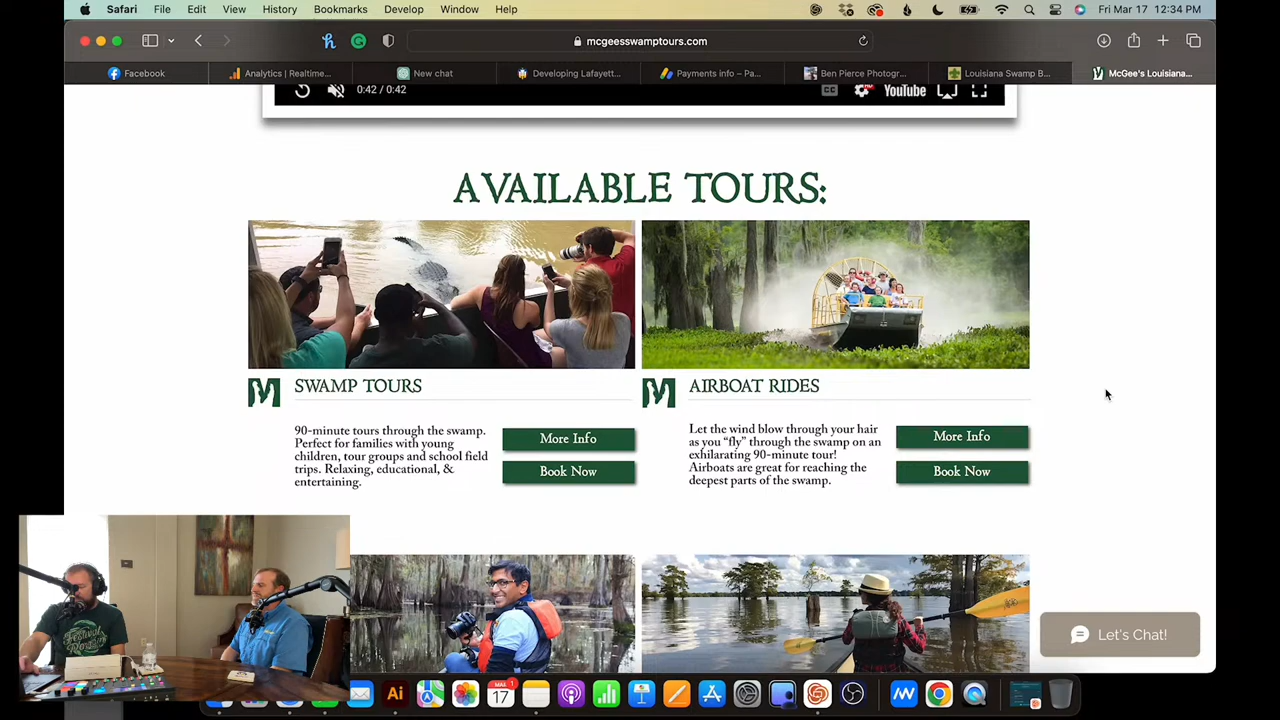 Safari File Edit View History Bookmarks Develop Window Help Fri Mar 17 12:34 PM
mcgeesswamptours.com
Facebook Analytics | Realtime... New chat Developing Lafayett... Payments info – Pa... Ben Pierce Photogr... Louisiana Swamp B... McGee's Louisiana...
0:42 / 0:42 CC YouTube
AVAILABLE TOURS:
SWAMP TOURS
90-minute tours through the swamp.
Perfect for families with young
children, tour groups and school field
trips. Relaxing, educational, &
entertaining.
More Info
Book Now
AIRBOAT RIDES
Let the wind blow through your hair
as you “fly” through the swamp on an
exhilarating 90-minute tour!
Airboats are great for reaching the
deepest parts of the swamp.
More Info
Book Now
Let's Chat!
Ai
17